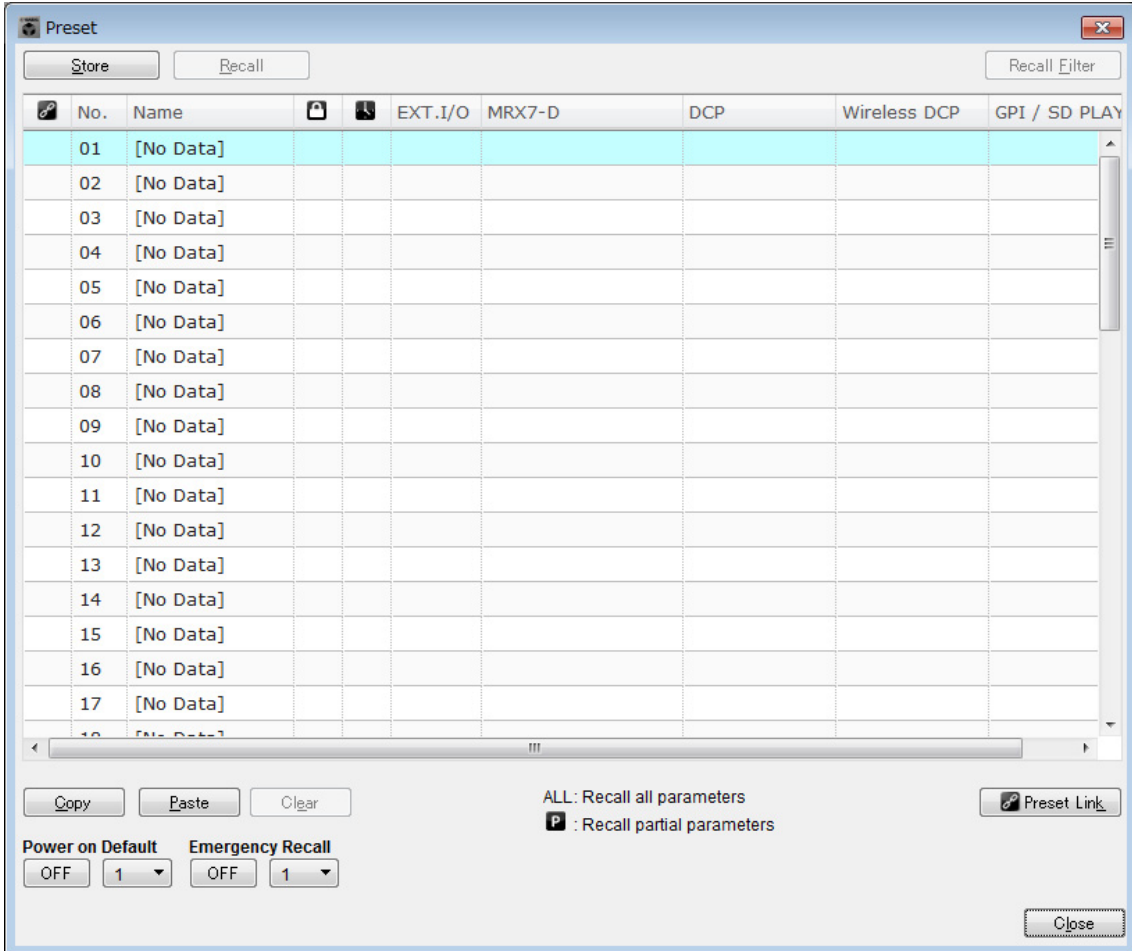 Preset
Store Recall Recall Filter
No. Name EXT.I/O MRX7-D DCP Wireless DCP GPI / SD PLAY
01 [No Data]
02 [No Data]
03 [No Data]
04 [No Data]
05 [No Data]
06 [No Data]
07 [No Data]
08 [No Data]
09 [No Data]
10 [No Data]
11 [No Data]
12 [No Data]
13 [No Data]
14 [No Data]
15 [No Data]
16 [No Data]
17 [No Data]
Copy Paste Clear ALL: Recall all parameters Preset Link
P : Recall partial parameters
Power on Default Emergency Recall
OFF 1 OFF 1
Close